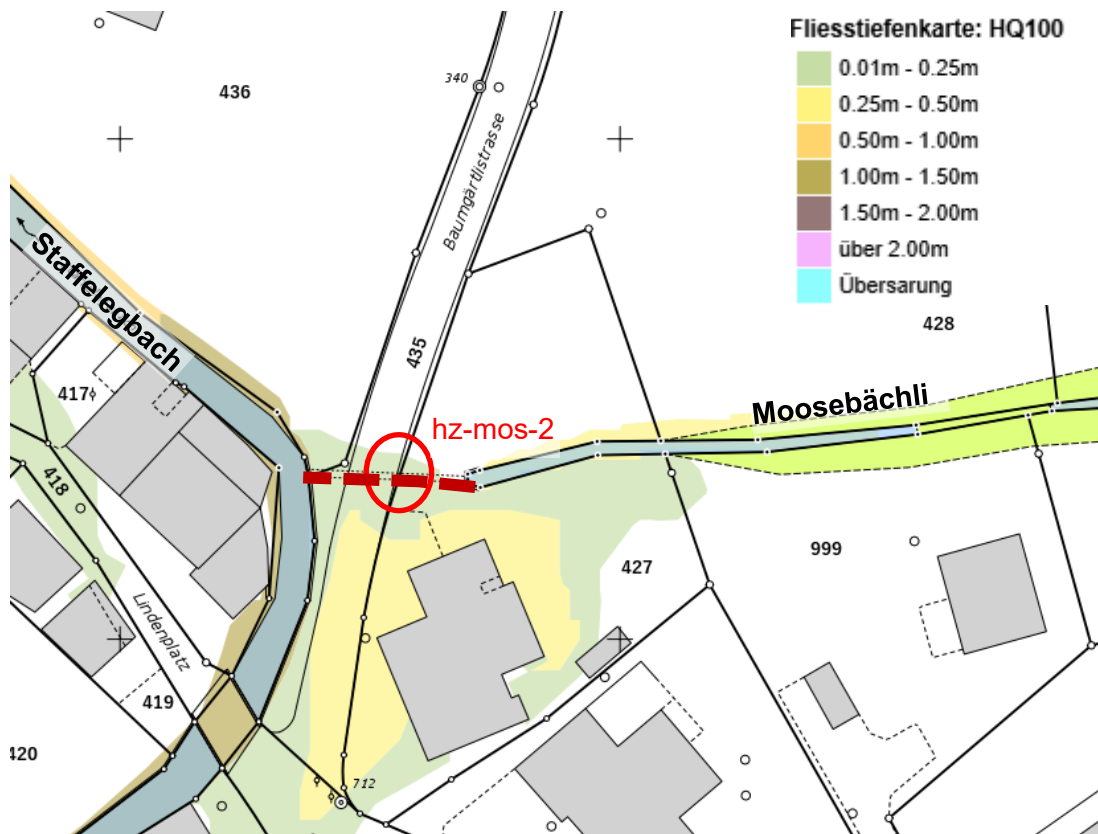 Fliesstiefenkarte: HQ100
0.01m - 0.25m
0.25m - 0.50m
0.50m - 1.00m
1.00m - 1.50m
1.50m - 2.00m
über 2.00m
Übersarung
436
340
Baumgärtlistrasse
Staffelegbach
428
435
417
Moosebächli
hz-mos-2
418
999
427
Lindenplatz
419
420
712